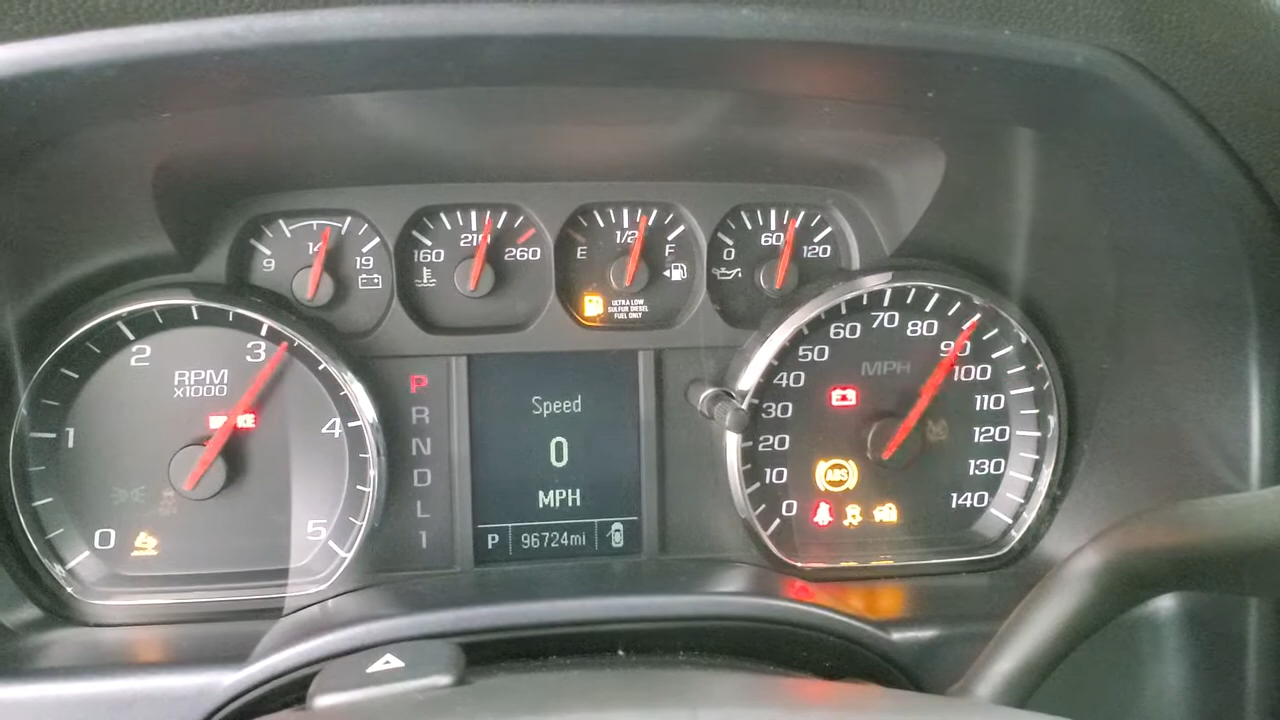 9 14 19
160 210 260
E 1/2 F
ULTRA LOW
SULFUR DIESEL
FUEL ONLY
0 60 120
0 1 2 3 4 5
RPM
x1000
P
R
N
D
L
1
Speed
0
MPH
P 96724mi
0 10 20 30 40 50 60 70 80 90 100 110 120 130 140
MPH
ABS